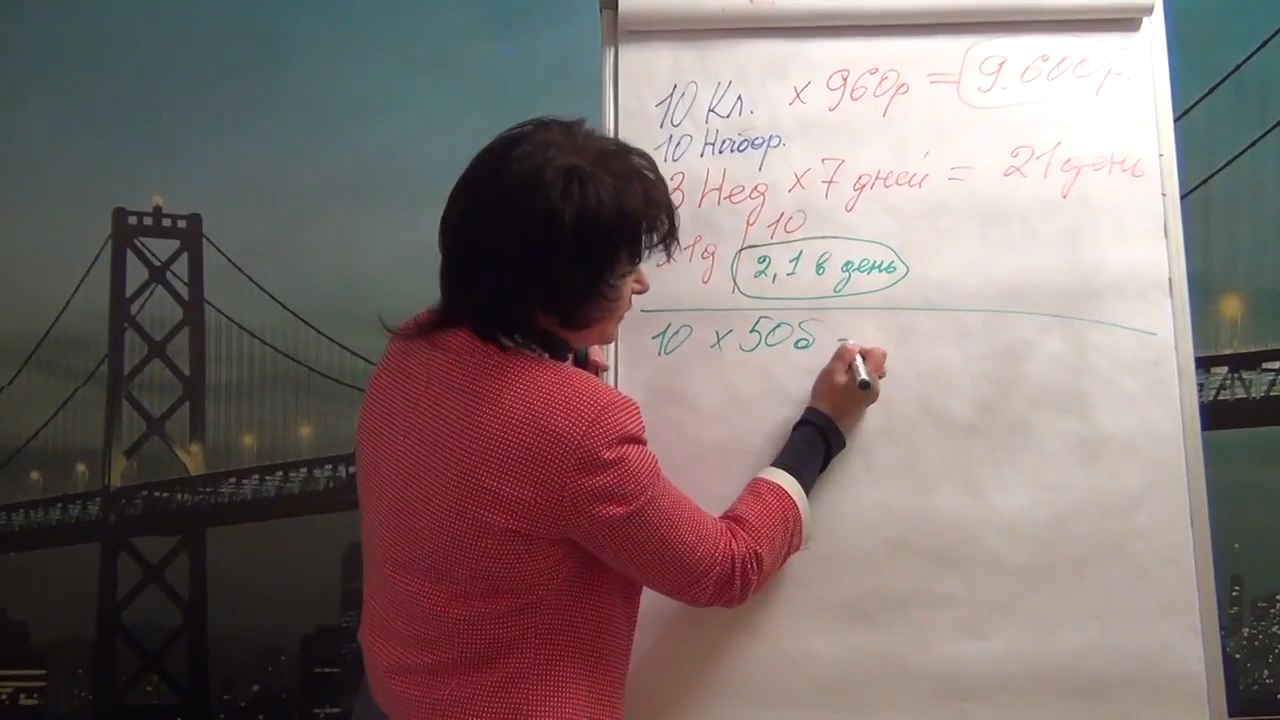 10 Кл. x 960р = 9.600р.
10 Набор.
3 Нед x 7 дней = 21 день
21д 10
2,1 в день
10 x 50б =